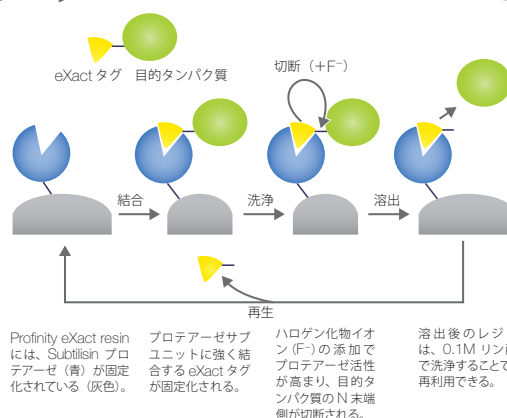 eXact タグ　目的タンパク質
切断（＋F⁻）
結合
洗浄
溶出
再生
Profinity eXact resin
には、Subtilisin プロ
テアーゼ（青）が固定
化されている（灰色）。
プロテアーゼサブ
ユニットに強く結
合する eXact タグ
が固定化される。
ハロゲン化物イオ
ン（F⁻）の添加で
プロテアーゼ活性
が高まり、目的タ
ンパク質の N 末端
側が切断される。
溶出後のレジ
は、0.1M リン
で洗浄することで
再利用できる。